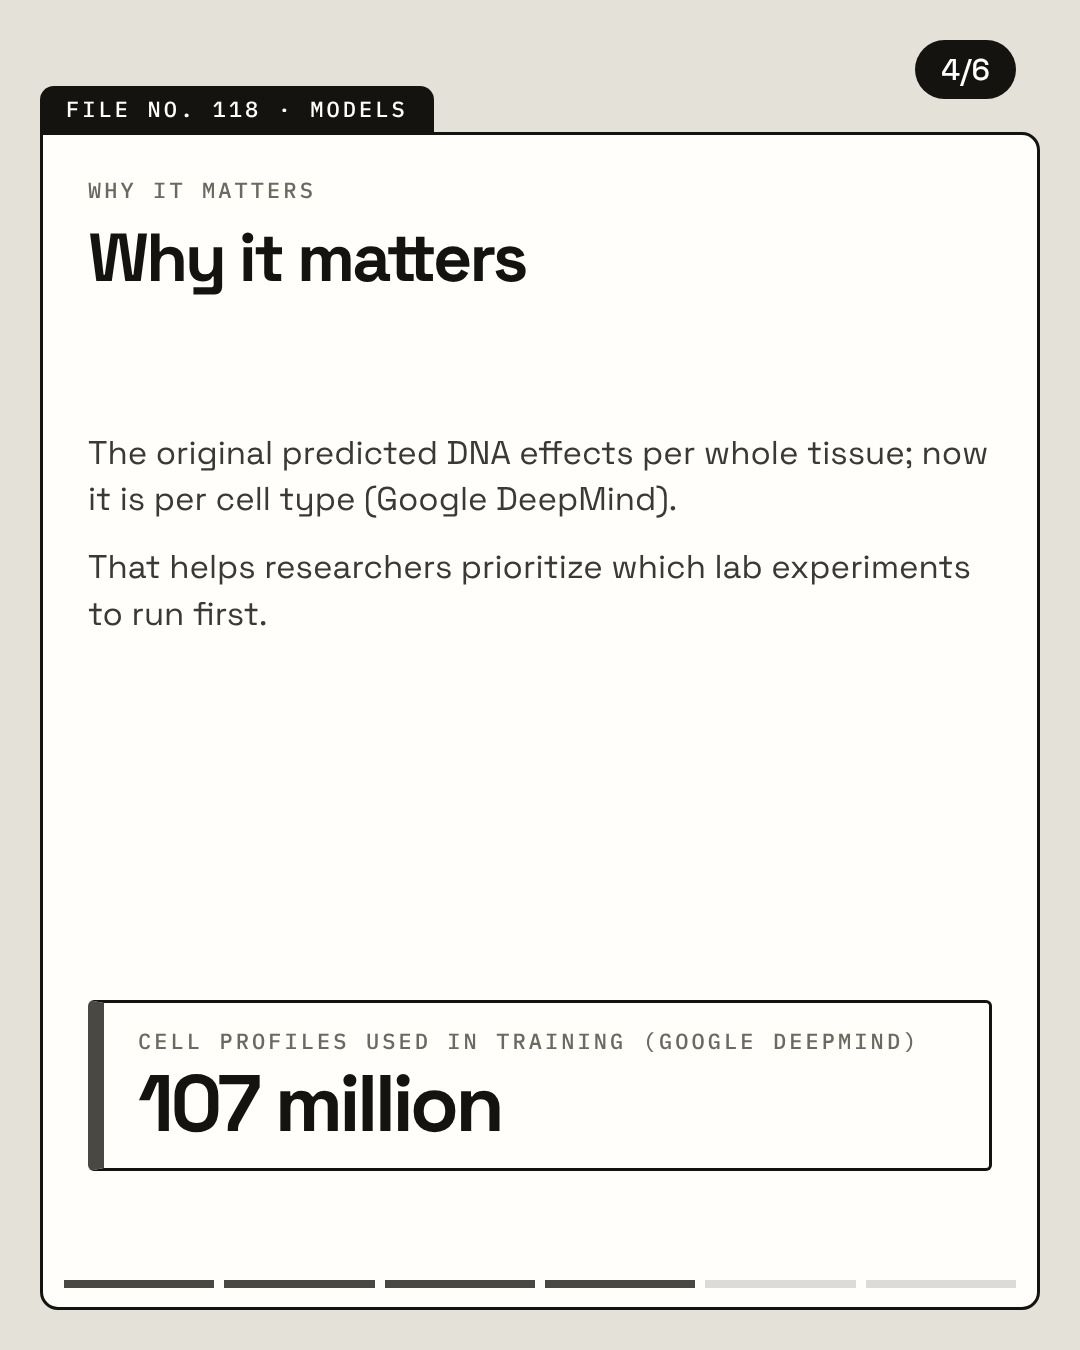 4/6
FILE NO. 118 · MODELS
WHY IT MATTERS
Why it matters
The original predicted DNA effects per whole tissue; now
it is per cell type (Google DeepMind).
That helps researchers prioritize which lab experiments
to run first.
CELL PROFILES USED IN TRAINING (GOOGLE DEEPMIND)
107 million